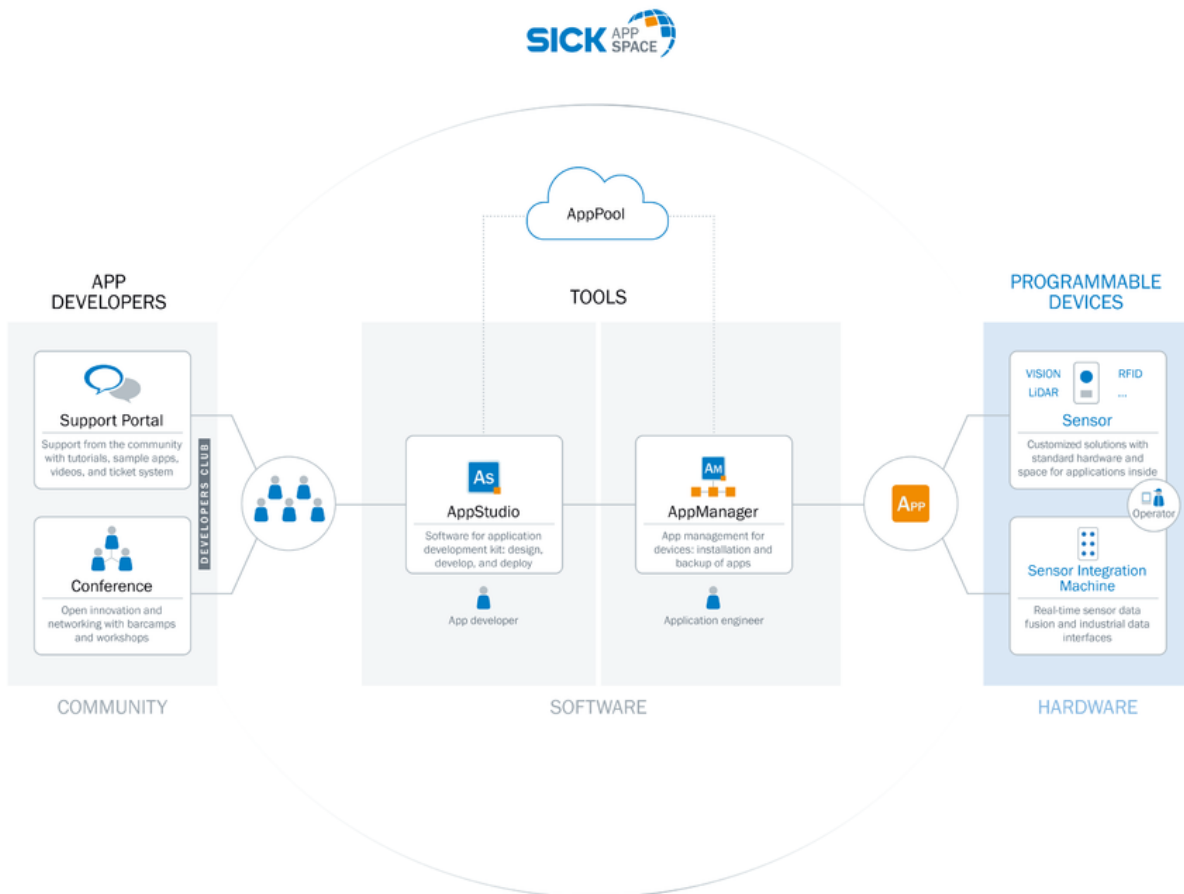 SICK APP
SPACE
AppPool
APP
DEVELOPERS
TOOLS
PROGRAMMABLE
DEVICES
Support Portal
Support from the community
with tutorials, sample apps,
videos, and ticket system
Conference
Open innovation and
networking with barcamps
and workshops
DEVELOPERS CLUB
As
AppStudio
Software for application
development kit: design,
develop, and deploy
App developer
AM
AppManager
App management for
devices: installation and
backup of apps
Application engineer
APP
VISION
RFID
LiDAR
...
Sensor
Customized solutions with
standard hardware and
space for applications inside
Operator
Sensor Integration
Machine
Real-time sensor data
fusion and industrial data
interfaces
COMMUNITY
SOFTWARE
HARDWARE